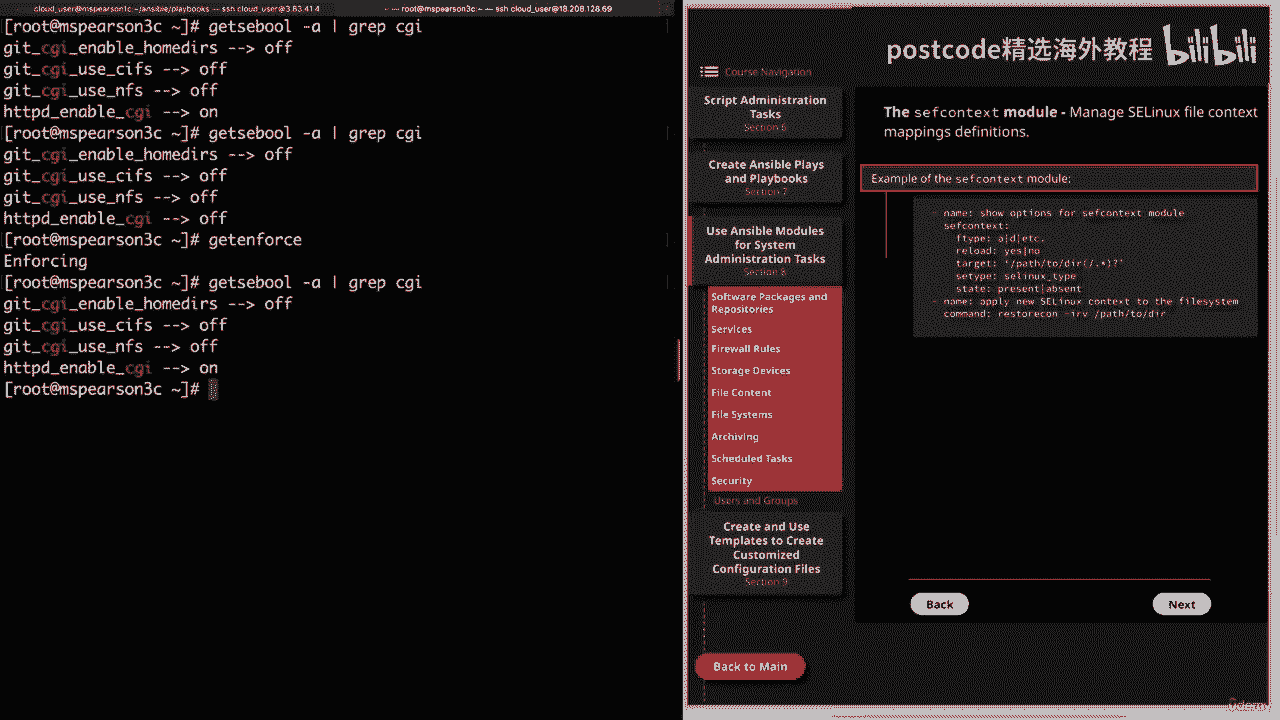 cloud_user@mspearson1c:~/ansible/playbooks — ssh cloud_user@3.83.41.4
root@mspearson3c:~ — ssh cloud_user@18.208.128.69
[root@mspearson3c ~]# getsebool -a | grep cgi
git_cgi_enable_homedirs --> off
git_cgi_use_cifs --> off
git_cgi_use_nfs --> off
httpd_enable_cgi --> on
[root@mspearson3c ~]# getsebool -a | grep cgi
git_cgi_enable_homedirs --> off
git_cgi_use_cifs --> off
git_cgi_use_nfs --> off
httpd_enable_cgi --> off
[root@mspearson3c ~]# getenforce
Enforcing
[root@mspearson3c ~]# getsebool -a | grep cgi
git_cgi_enable_homedirs --> off
git_cgi_use_cifs --> off
git_cgi_use_nfs --> off
httpd_enable_cgi --> on
[root@mspearson3c ~]#
postcode精选海外教程 bilibili
Course Navigation
Script Administration
Tasks
Section 6
Create Ansible Plays
and Playbooks
Section 7
Use Ansible Modules
for System
Administration Tasks
Section 8
Software Packages and
Repositories
Services
Firewall Rules
Storage Devices
File Content
File Systems
Archiving
Scheduled Tasks
Security
Users and Groups
Create and Use
Templates to Create
Customized
Configuration Files
Section 9
Back to Main
The sefcontext module - Manage SELinux file context
mappings definitions.
Example of the sefcontext module:
- name: show options for sefcontext module
sefcontext:
ftype: a|d|etc.
reload: yes|no
target: '/path/to/dir(/.*)?'
setype: selinux_type
state: present|absent
- name: apply new SELinux context to the filesystem
command: restorecon -irv /path/to/dir
Back
Next
ûdemy